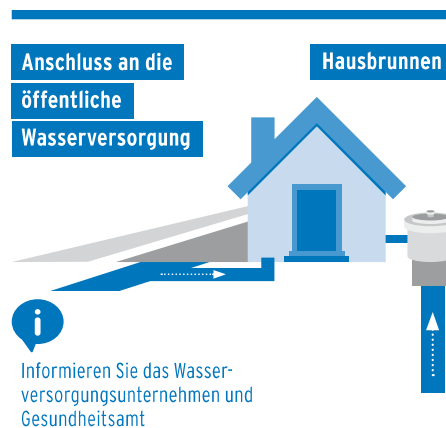 Anschluss an die
öffentliche
Wasserversorgung
Hausbrunnen
i
Informieren Sie das Wasser-
versorgungsunternehmen und
Gesundheitsamt